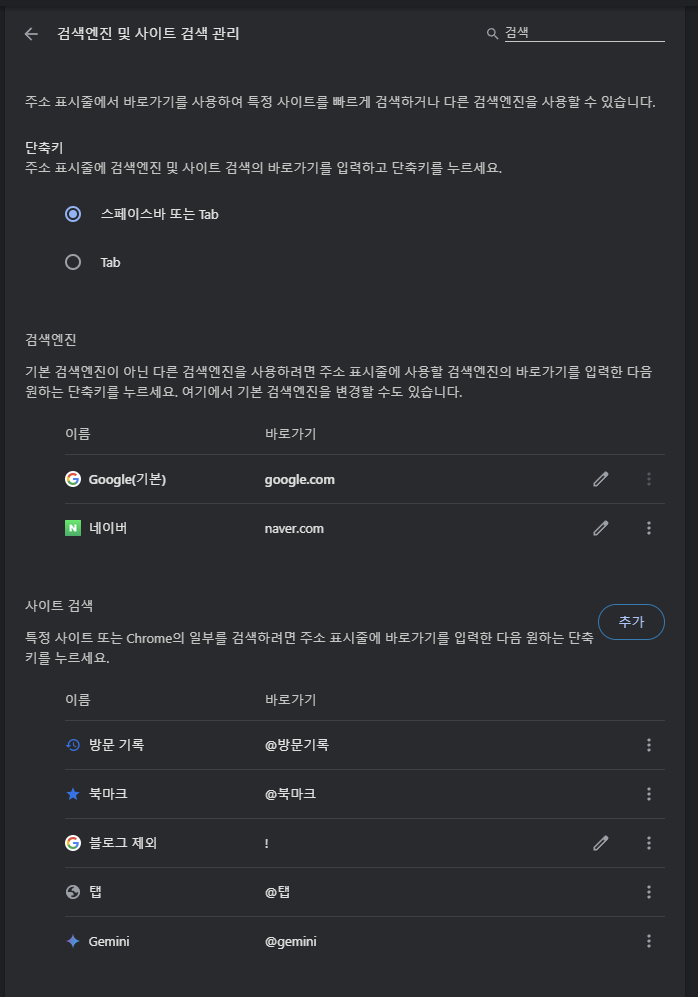 검색엔진 및 사이트 검색 관리
검색
주소 표시줄에서 바로가기를 사용하여 특정 사이트를 빠르게 검색하거나 다른 검색엔진을 사용할 수 있습니다.
단축키
주소 표시줄에 검색엔진 및 사이트 검색의 바로가기를 입력하고 단축키를 누르세요.
스페이스바 또는 Tab
Tab
검색엔진
기본 검색엔진이 아닌 다른 검색엔진을 사용하려면 주소 표시줄에 사용할 검색엔진의 바로가기를 입력한 다음
원하는 단축키를 누르세요. 여기에서 기본 검색엔진을 변경할 수도 있습니다.
이름 바로가기
Google(기본) google.com
N 네이버 naver.com
사이트 검색
추가
특정 사이트 또는 Chrome의 일부를 검색하려면 주소 표시줄에 바로가기를 입력한 다음 원하는 단축
키를 누르세요.
이름 바로가기
방문 기록 @방문기록
북마크 @북마크
블로그 제외 !
탭 @탭
Gemini @gemini